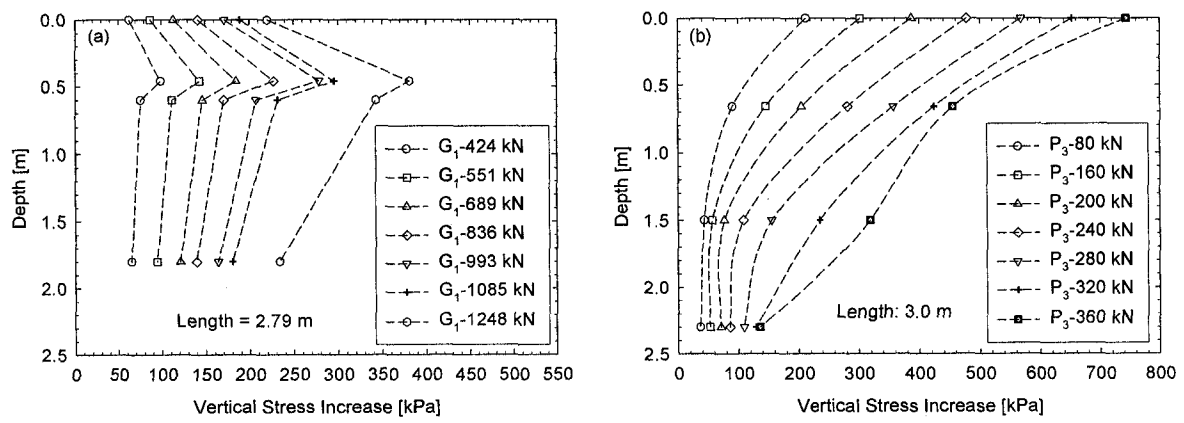 (a)
0.0
0.5
1.0
1.5
2.0
2.5
Depth [m]
G₁-424 kN
G₁-551 kN
G₁-689 kN
G₁-836 kN
G₁-993 kN
G₁-1085 kN
G₁-1248 kN
Length = 2.79 m
0 50 100 150 200 250 300 350 400 450 500 550
Vertical Stress Increase [kPa]
(b)
0.0
0.5
1.0
1.5
2.0
2.5
Depth [m]
P₃-80 kN
P₃-160 kN
P₃-200 kN
P₃-240 kN
P₃-280 kN
P₃-320 kN
P₃-360 kN
Length: 3.0 m
0 100 200 300 400 500 600 700 800
Vertical Stress Increase [kPa]